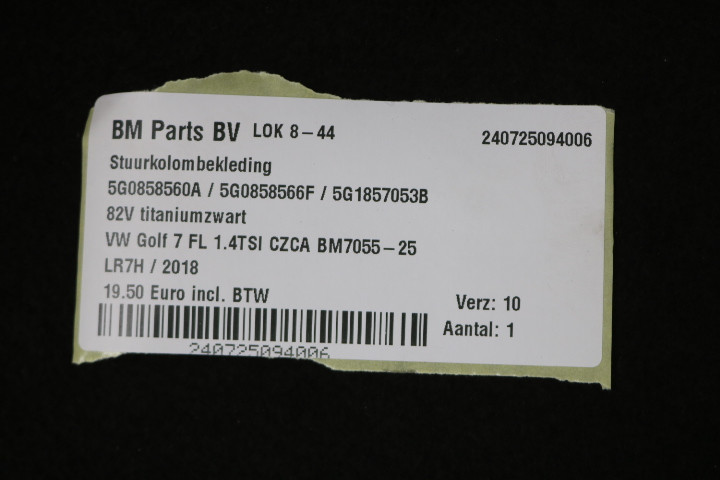 BM Parts BV LOK 8-44 240725094006
Stuurkolombekleding
5G0858560A / 5G0858566F / 5G1857053B
82V titaniumzwart
VW Golf 7 FL 1.4TSI CZCA BM7055-25
LR7H / 2018
19.50 Euro incl. BTW
Verz: 10
Aantal: 1
240725094006